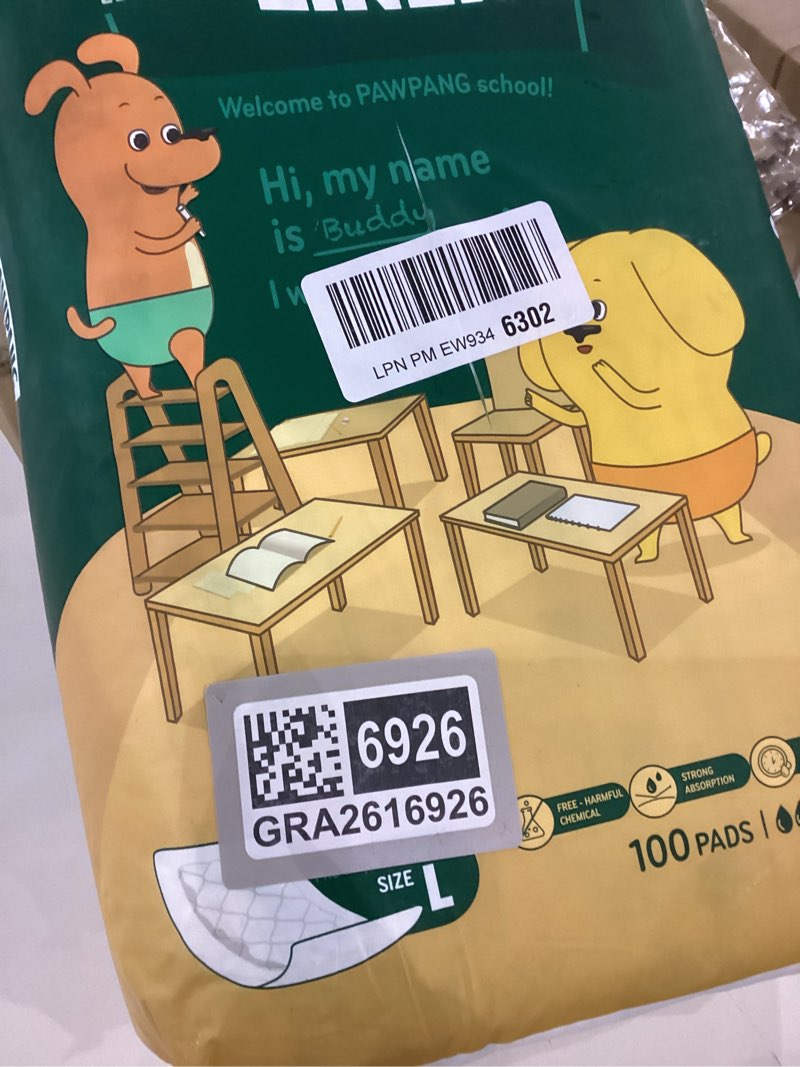 Welcome to PAWPANG school!
Hi, my name
is Buddy
I w
LPN PM EW934 6302
6926
GRA2616926
FREE - HARMFUL
CHEMICAL
STRONG
ABSORPTION
100 PADS |
SIZE L